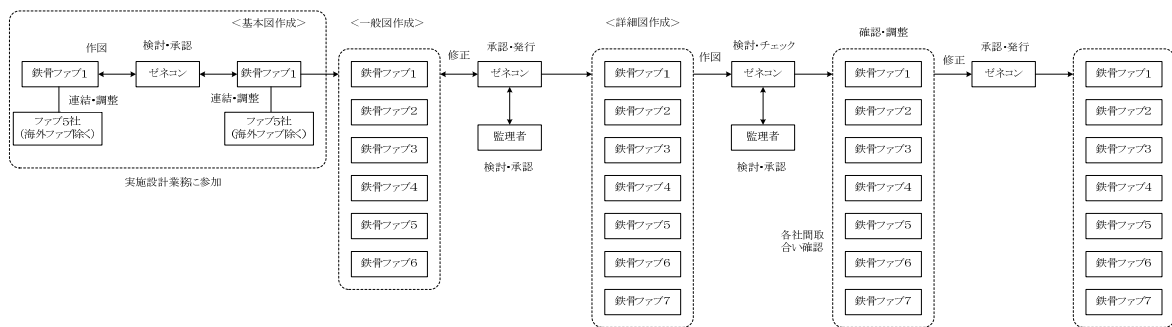 ＜基本図作成＞
作図
検討・承認
鉄骨ファブ1
ゼネコン
鉄骨ファブ1
連結・調整
連結・調整
ファブ5社
(海外ファブ除く)
ファブ5社
(海外ファブ除く)
実施設計業務に参加
＜一般図作成＞
鉄骨ファブ1
鉄骨ファブ2
鉄骨ファブ3
鉄骨ファブ4
鉄骨ファブ5
鉄骨ファブ6
修正
承認・発行
ゼネコン
監理者
検討・承認
＜詳細図作成＞
鉄骨ファブ1
鉄骨ファブ2
鉄骨ファブ3
鉄骨ファブ4
鉄骨ファブ5
鉄骨ファブ6
鉄骨ファブ7
作図
検討・チェック
ゼネコン
監理者
検討・承認
確認・調整
鉄骨ファブ1
鉄骨ファブ2
鉄骨ファブ3
鉄骨ファブ4
鉄骨ファブ5
鉄骨ファブ6
鉄骨ファブ7
各社間取
合い確認
修正
承認・発行
ゼネコン
鉄骨ファブ1
鉄骨ファブ2
鉄骨ファブ3
鉄骨ファブ4
鉄骨ファブ5
鉄骨ファブ6
鉄骨ファブ7